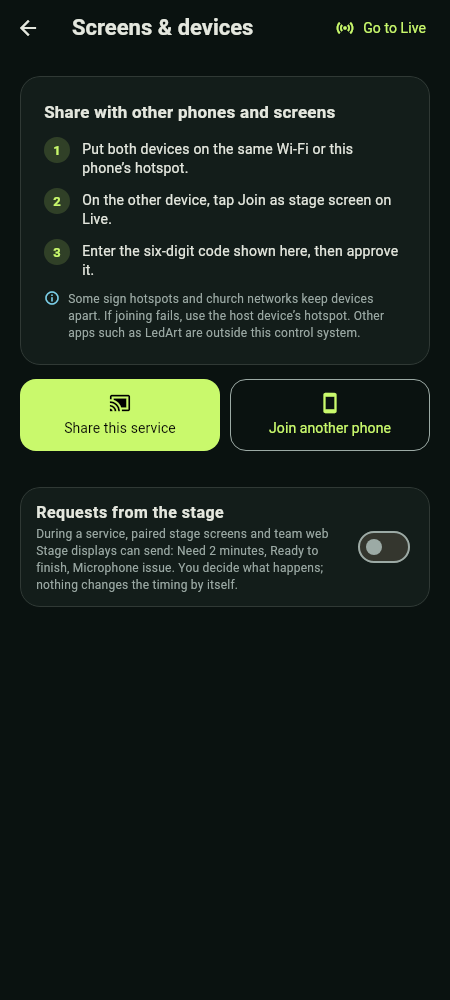 Screens & devices
Go to Live
Share with other phones and screens
1
Put both devices on the same Wi-Fi or this
phone’s hotspot.
2
On the other device, tap Join as stage screen on
Live.
3
Enter the six-digit code shown here, then approve
it.
Some sign hotspots and church networks keep devices
apart. If joining fails, use the host device’s hotspot. Other
apps such as LedArt are outside this control system.
Share this service
Join another phone
Requests from the stage
During a service, paired stage screens and team web
Stage displays can send: Need 2 minutes, Ready to
finish, Microphone issue. You decide what happens;
nothing changes the timing by itself.